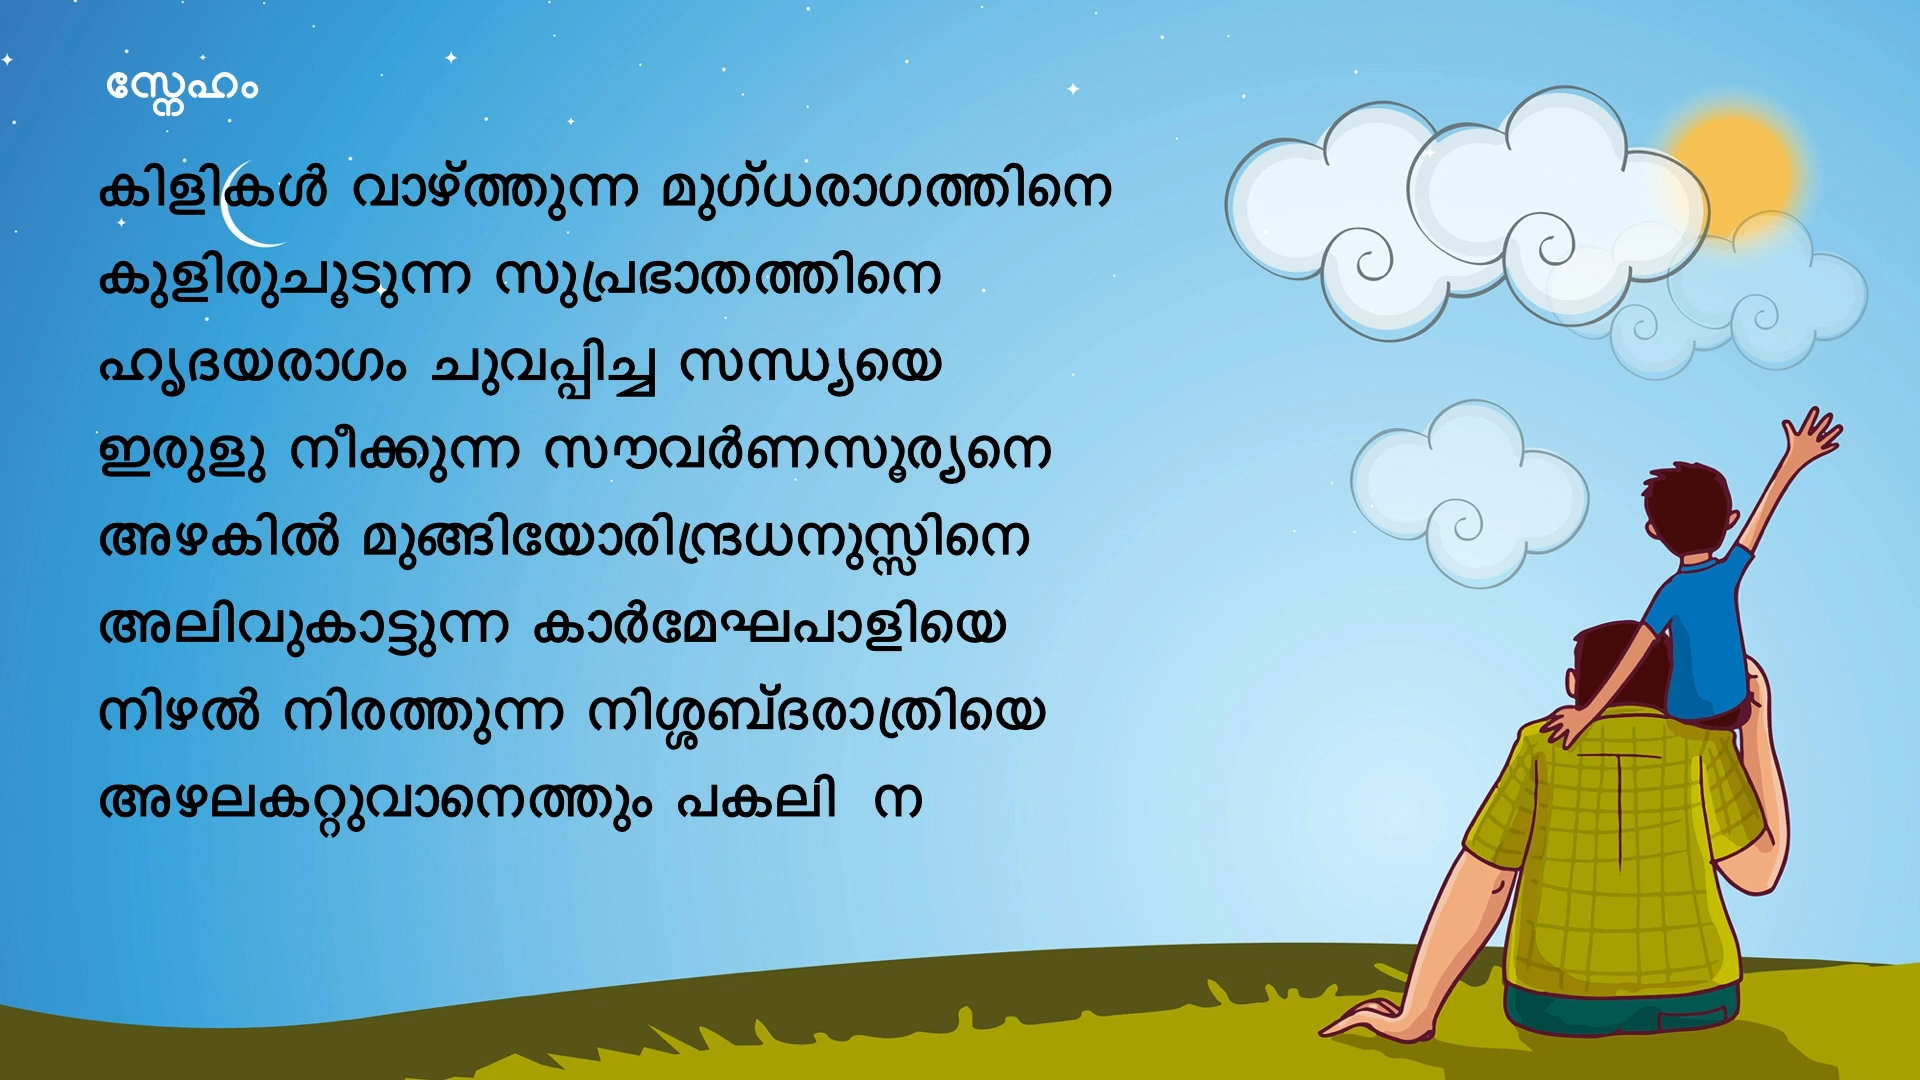 സ്നേഹം
കിളികൾ വാഴ്ത്തുന്ന മുഗ്ധരാഗത്തിനെ
കുളിരുചൂടുന്ന സുപ്രഭാതത്തിനെ
ഹൃദയരാഗം ചുവപ്പിച്ച സന്ധ്യയെ
ഇരുളു നീക്കുന്ന സൗവർണസൂര്യനെ
അഴകിൽ മുങ്ങിയോരിന്ദ്രധനുസ്സിനെ
അലിവുകാട്ടുന്ന കാർമേഘപാളിയെ
നിഴൽ നിരത്തുന്ന നിശ്ശബ്ദരാത്രിയെ
അഴലകറ്റുവാനെത്തും പകലി ന